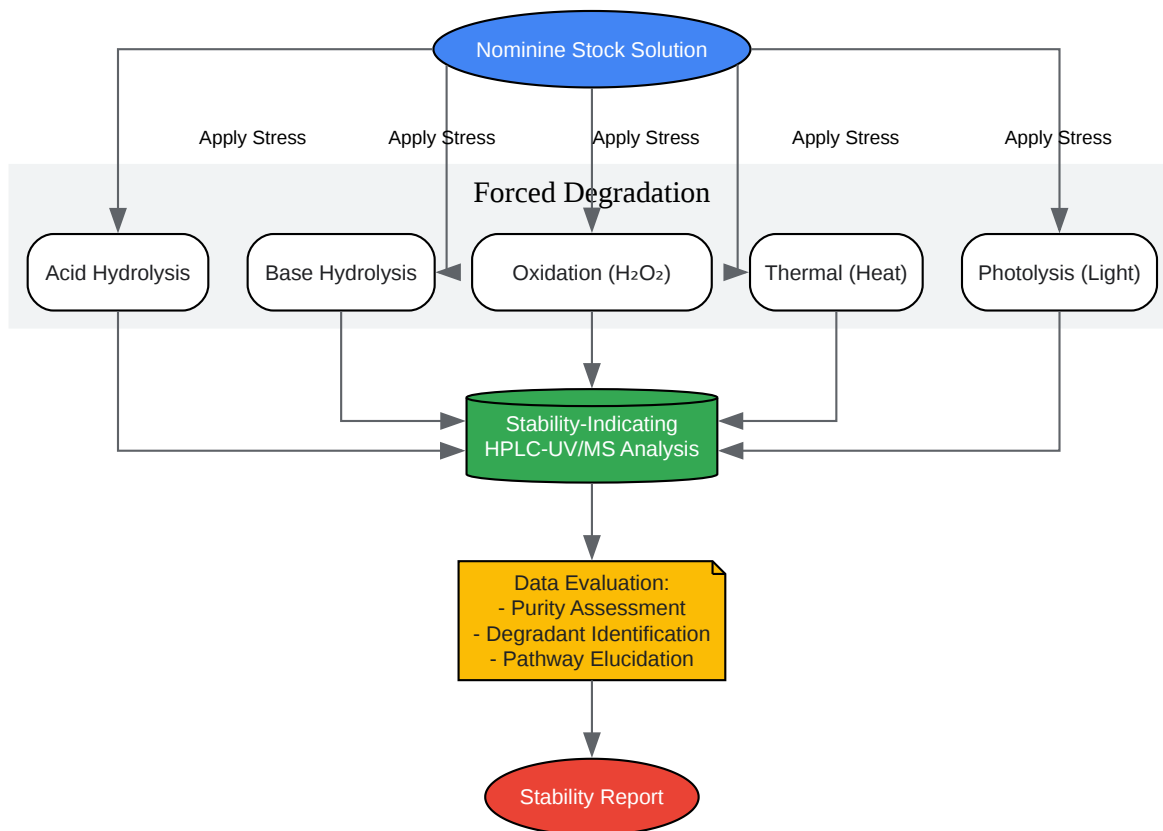 Nominine Stock Solution
Apply Stress
Apply Stress
Apply Stress
Apply Stress
Apply Stress
Forced Degradation
Acid Hydrolysis
Base Hydrolysis
Oxidation (H₂O₂)
Thermal (Heat)
Photolysis (Light)
Stability-Indicating
HPLC-UV/MS Analysis
Data Evaluation:
- Purity Assessment
- Degradant Identification
- Pathway Elucidation
Stability Report